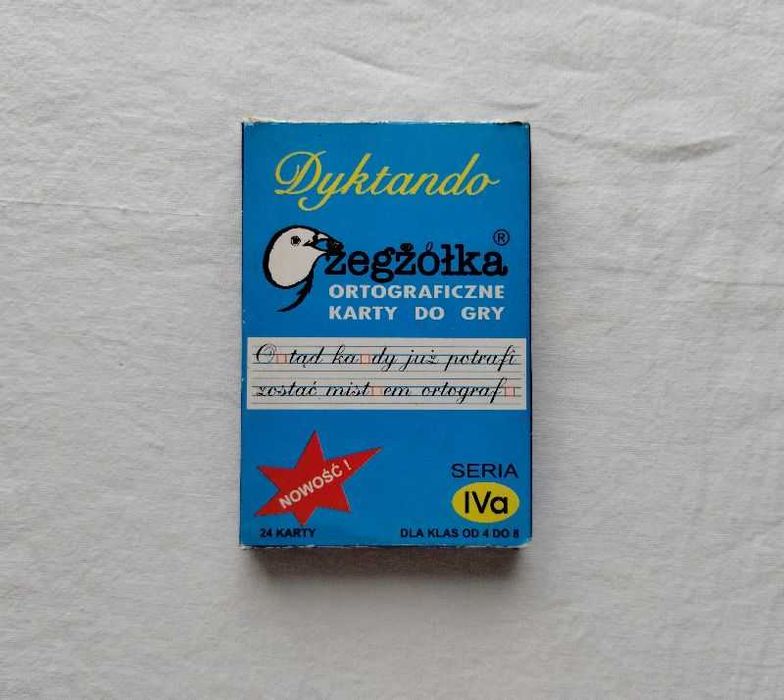 Dyktando
żegżółka ®
ORTOGRAFICZNE
KARTY DO GRY
O tąd ka dy już potrafi
zostać mist em ortograf
NOWOŚĆ!
SERIA
IVa
24 KARTY
DLA KLAS OD 4 DO 8